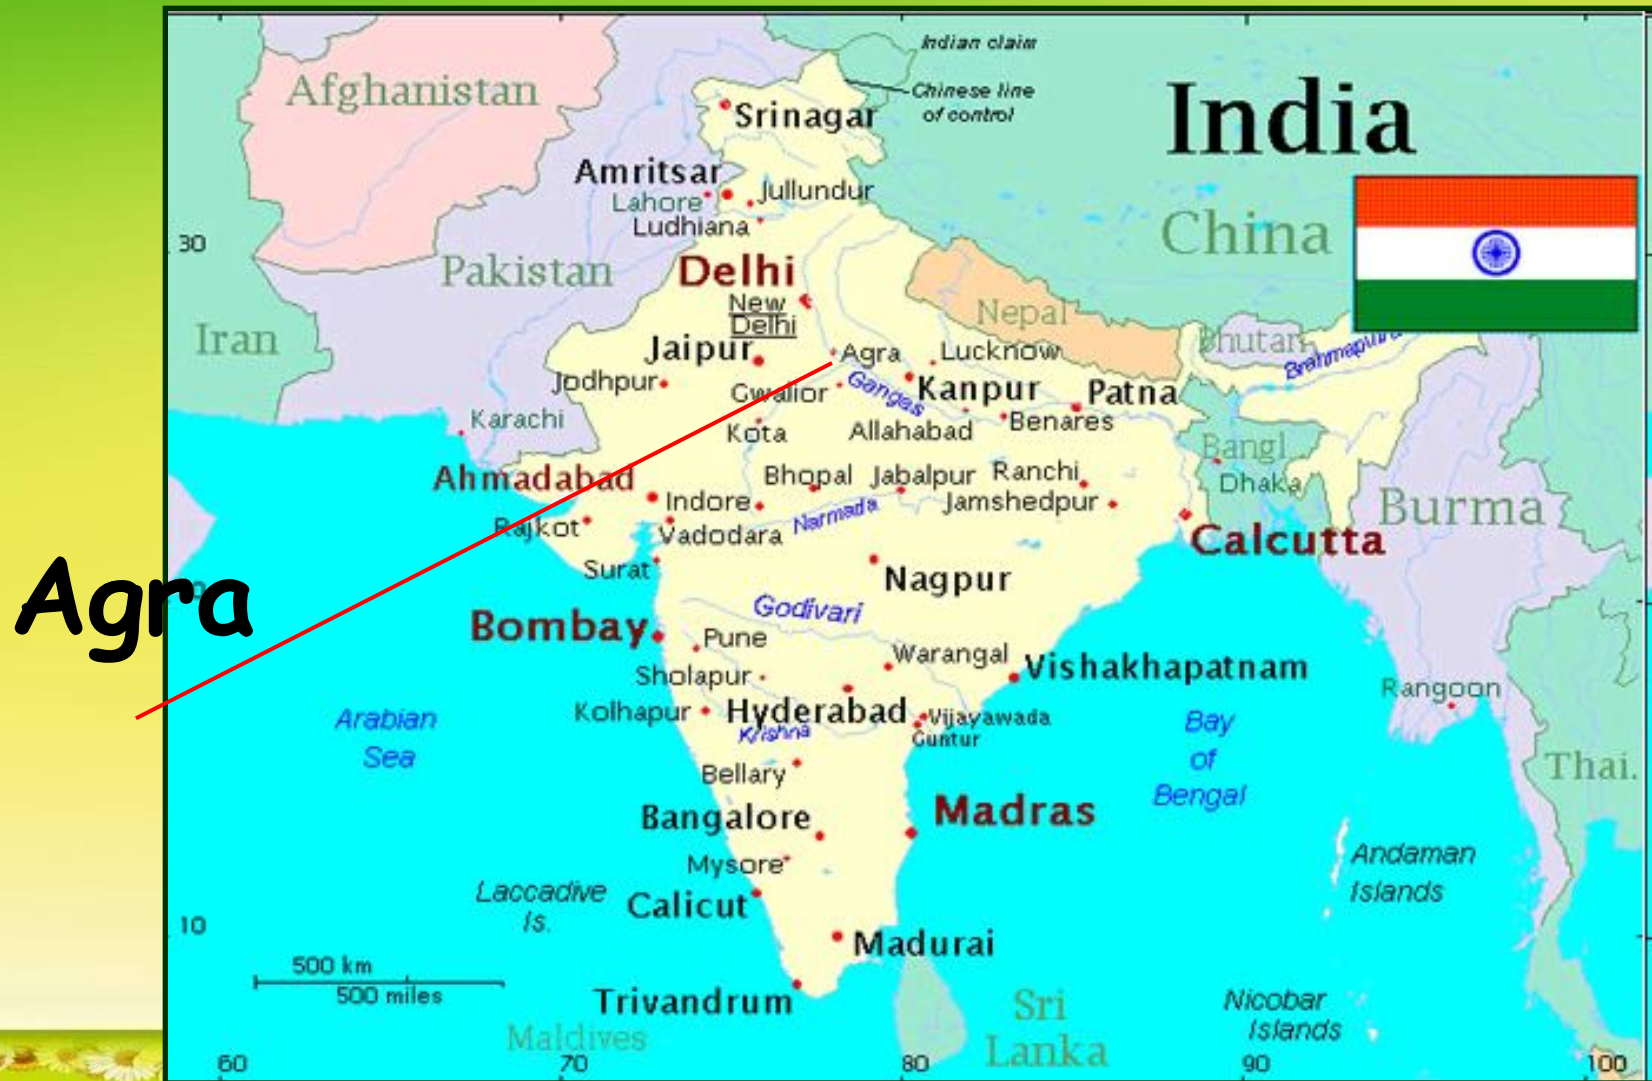 Indian claim
Afghanistan
Chinese line
of control
India
Srinagar
Amritsar
Jullundur
Lahore
Ludhiana
China
30
Pakistan
Delhi
New
Delhi
Nepal
Iran
Bhutan
Brahmaputra
Jaipur
Agra
Lucknow
Jodhpur
Gwalior
Gangas
Kanpur
Patna
Karachi
Kota
Allahabad
Benares
Bangl.
Ahmadabad
Bhopal
Jabalpur
Ranchi
Dhaka
Indore
Jamshedpur
Burma
Rajkot
Vadodara
Narmada
Calcutta
Surat
Nagpur
Agra
Godivari
Bombay
Pune
Warangal
Vishakhapatnam
Sholapur
Rangoon
Kolhapur
Hyderabad
Vijayawada
Guntur
Krishna
Arabian
Sea
Bay
of
Bengal
Thai.
Bellary
Bangalore
Madras
Mysore
Andaman
Islands
Laccadive
Is.
Calicut
10
Madurai
500 km
500 miles
Trivandrum
Sri
Lanka
Nicobar
Islands
Maldives
60
70
80
90
100